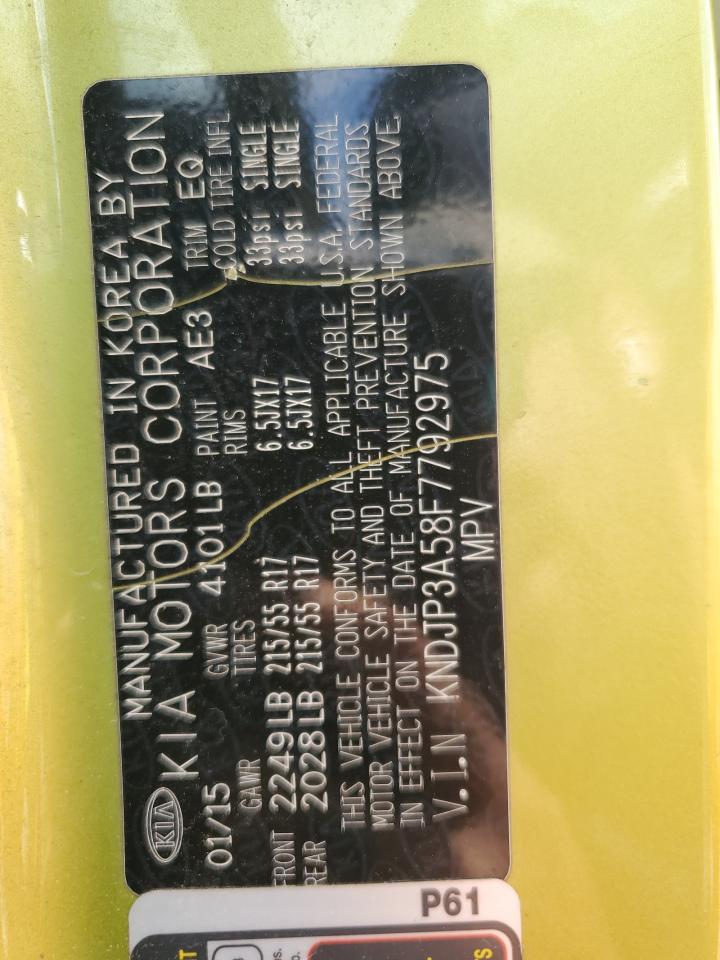 MANUFACTURED IN KOREA BY
KIA KIA MOTORS CORPORATION
01/15 GVWR 4101LB PAINT AE3 TRIM EQ
GAWR TIRES RIMS COLD TIRE INFL
FRONT 2249LB 215/55 R17 6.5JX17 33psi SINGLE
REAR 2028LB 215/55 R17 6.5JX17 33psi SINGLE
THIS VEHICLE CONFORMS TO ALL APPLICABLE U.S.A. FEDERAL
MOTOR VEHICLE SAFETY AND THEFT PREVENTION STANDARDS
IN EFFECT ON THE DATE OF MANUFACTURE SHOWN ABOVE
V.I.N KNDJP3A58F7792975
MPV
P61